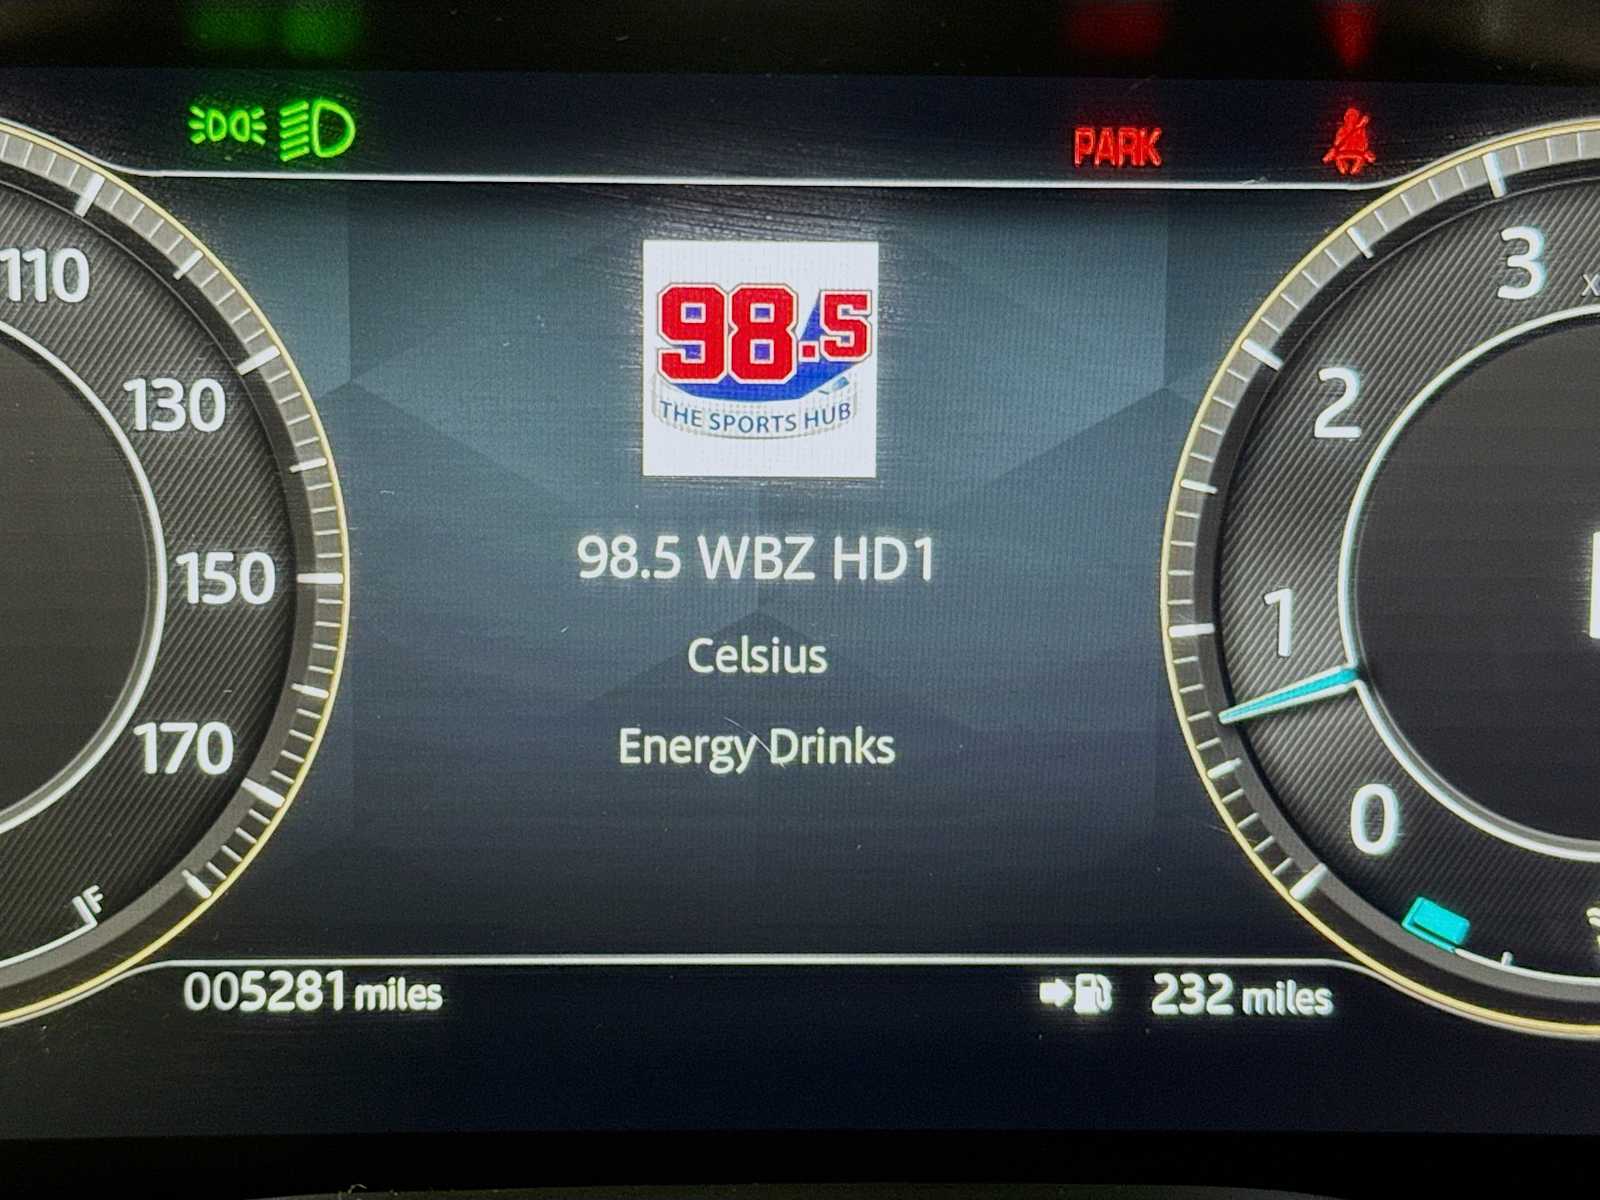 PARK
110
130
150
170
F
98.5
THE SPORTS HUB
98.5 WBZ HD1
Celsius
Energy Drinks
3
2
1
0
005281 miles
232 miles